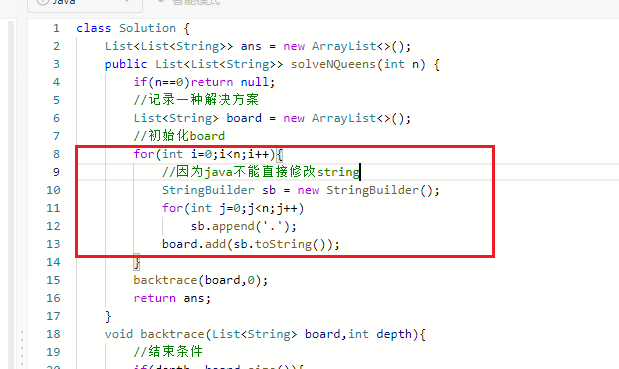 Java
智能模式
1 class Solution {
2 List<List<String>> ans = new ArrayList<>();
3 public List<List<String>> solveNQueens(int n) {
4 if(n==0)return null;
5 //记录一种解决方案
6 List<String> board = new ArrayList<>();
7 //初始化board
8 for(int i=0;i<n;i++){
9 //因为java不能直接修改string
10 StringBuilder sb = new StringBuilder();
11 for(int j=0;j<n;j++)
12 sb.append('.');
13 board.add(sb.toString());
14 }
15 backtrace(board,0);
16 return ans;
17 }
18 void backtrace(List<String> board,int depth){
19 //结束条件
20 if(depth board.size()){